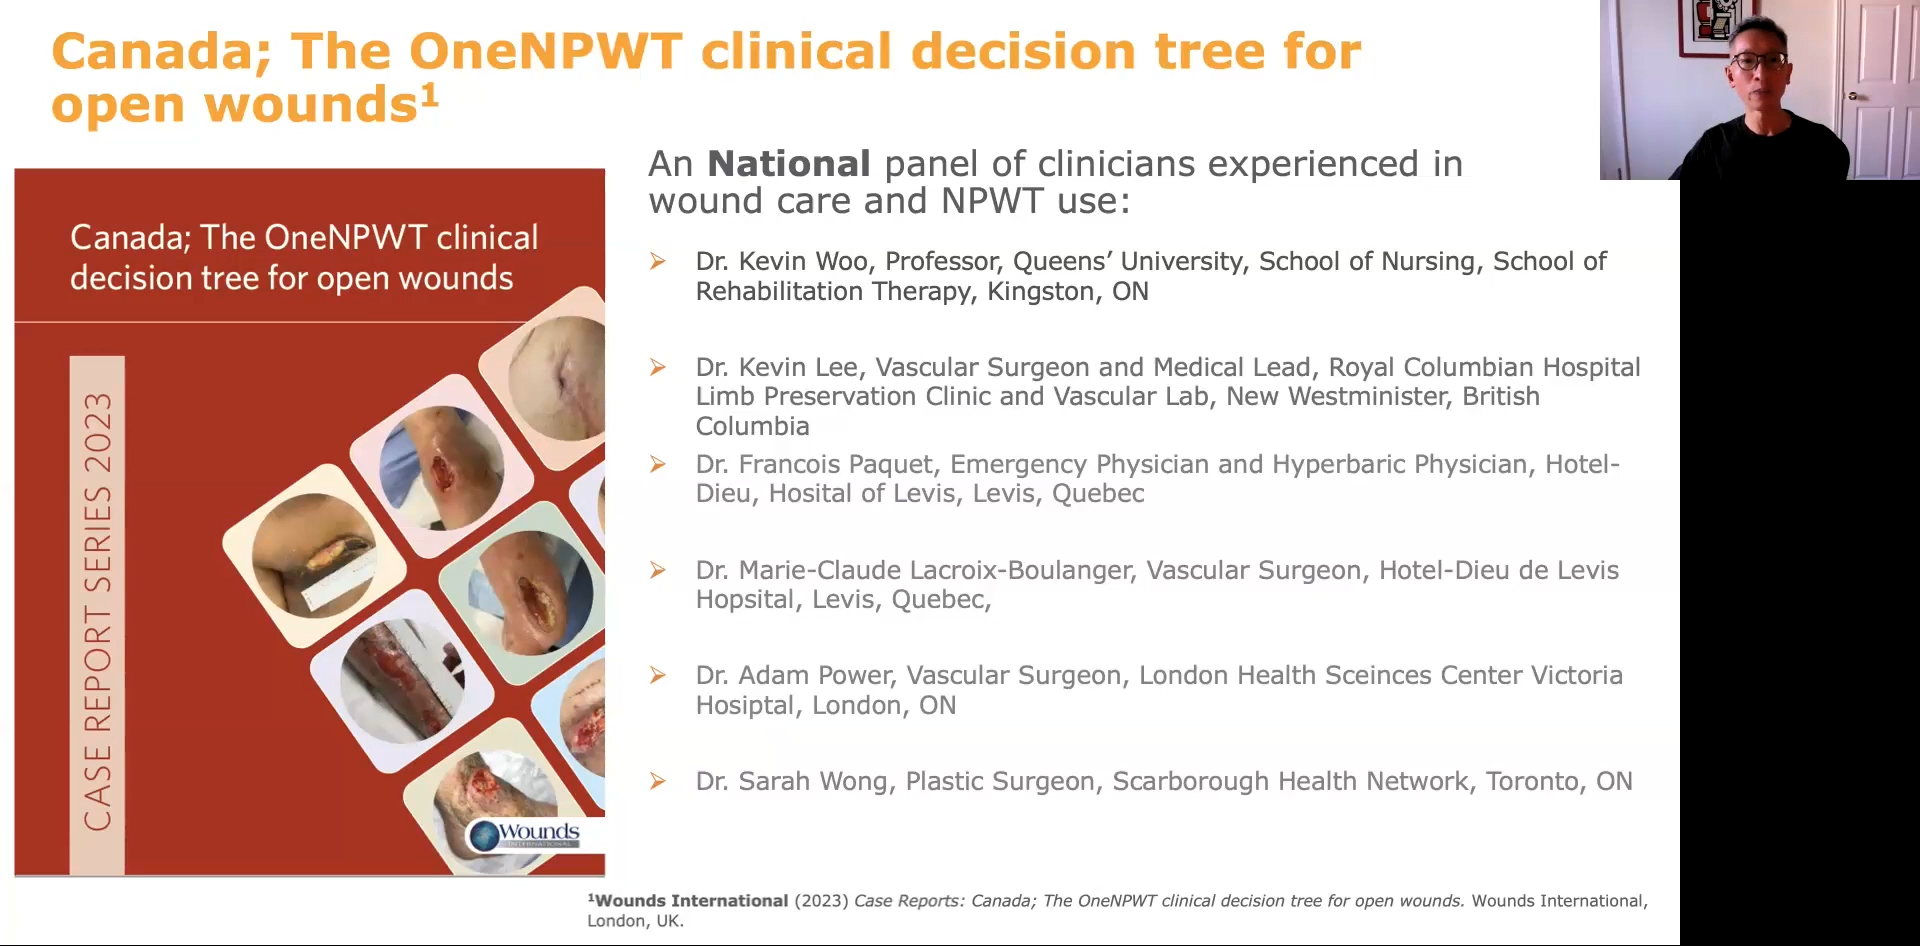 Canada; The OneNPWT clinical decision tree for
open wounds¹
Canada; The OneNPWT clinical
decision tree for open wounds
CASE REPORT SERIES 2023
Wounds
INTERNATIONAL
An National panel of clinicians experienced in
wound care and NPWT use:
➢ Dr. Kevin Woo, Professor, Queens’ University, School of Nursing, School of
Rehabilitation Therapy, Kingston, ON
➢ Dr. Kevin Lee, Vascular Surgeon and Medical Lead, Royal Columbian Hospital
Limb Preservation Clinic and Vascular Lab, New Westminister, British
Columbia
➢ Dr. Francois Paquet, Emergency Physician and Hyperbaric Physician, Hotel-
Dieu, Hosital of Levis, Levis, Quebec
➢ Dr. Marie-Claude Lacroix-Boulanger, Vascular Surgeon, Hotel-Dieu de Levis
Hopsital, Levis, Quebec,
➢ Dr. Adam Power, Vascular Surgeon, London Health Sceinces Center Victoria
Hosiptal, London, ON
➢ Dr. Sarah Wong, Plastic Surgeon, Scarborough Health Network, Toronto, ON
¹Wounds International (2023) Case Reports: Canada; The OneNPWT clinical decision tree for open wounds. Wounds International,
London, UK.